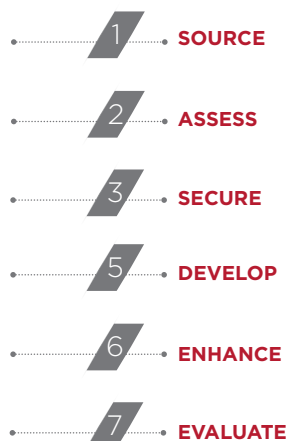 1 SOURCE
2 ASSESS
3 SECURE
5 DEVELOP
6 ENHANCE
7 EVALUATE